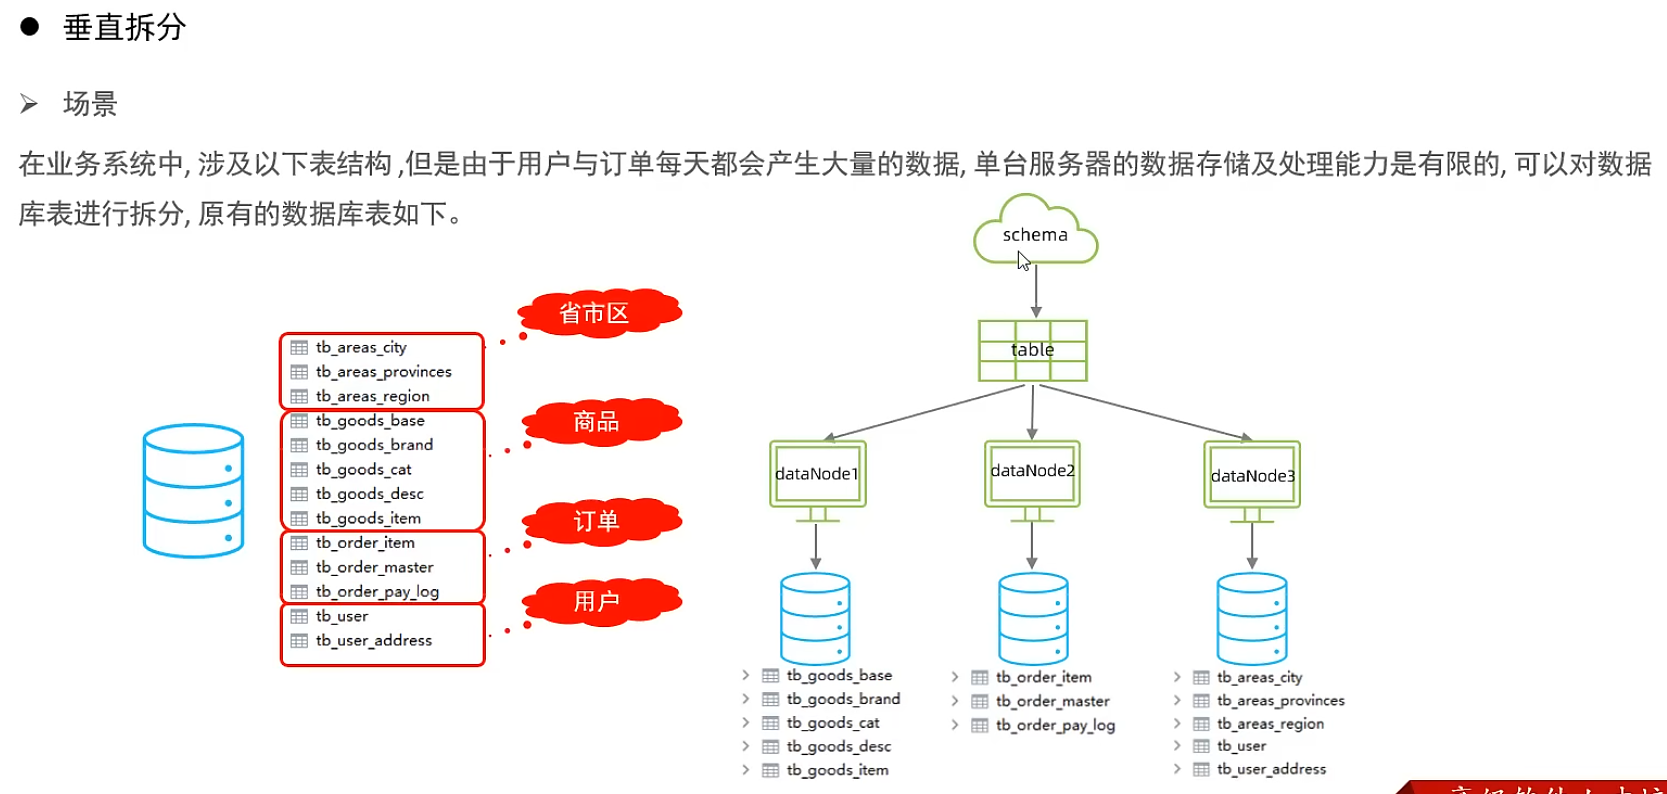 垂直拆分
场景
在业务系统中, 涉及以下表结构 ,但是由于用户与订单每天都会产生大量的数据, 单台服务器的数据存储及处理能力是有限的, 可以对数据
库表进行拆分, 原有的数据库表如下。
省市区
tb_areas_city
tb_areas_provinces
tb_areas_region
商品
tb_goods_base
tb_goods_brand
tb_goods_cat
tb_goods_desc
tb_goods_item
订单
tb_order_item
tb_order_master
tb_order_pay_log
用户
tb_user
tb_user_address
schema
table
dataNode1
dataNode2
dataNode3
tb_goods_base
tb_goods_brand
tb_goods_cat
tb_goods_desc
tb_goods_item
tb_order_item
tb_order_master
tb_order_pay_log
tb_areas_city
tb_areas_provinces
tb_areas_region
tb_user
tb_user_address